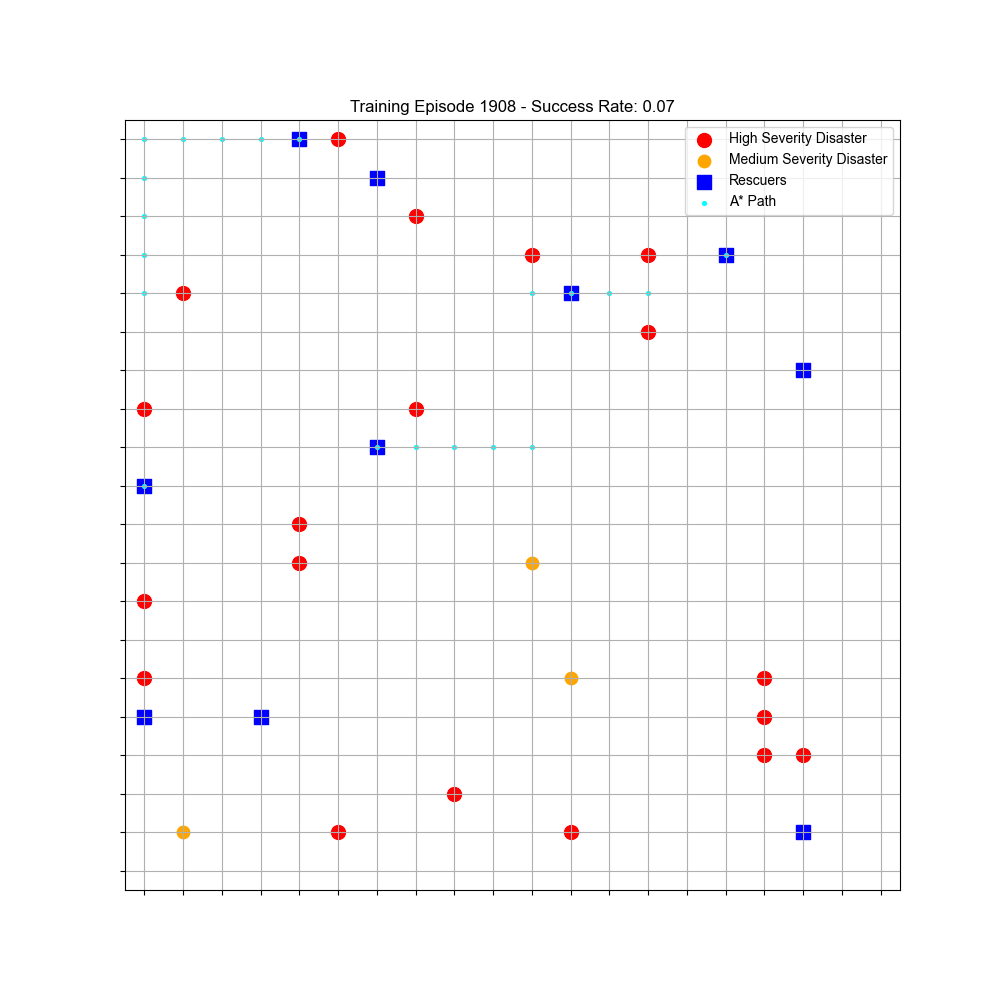 Training Episode 1908 - Success Rate: 0.07
High Severity Disaster
Medium Severity Disaster
Rescuers
A* Path